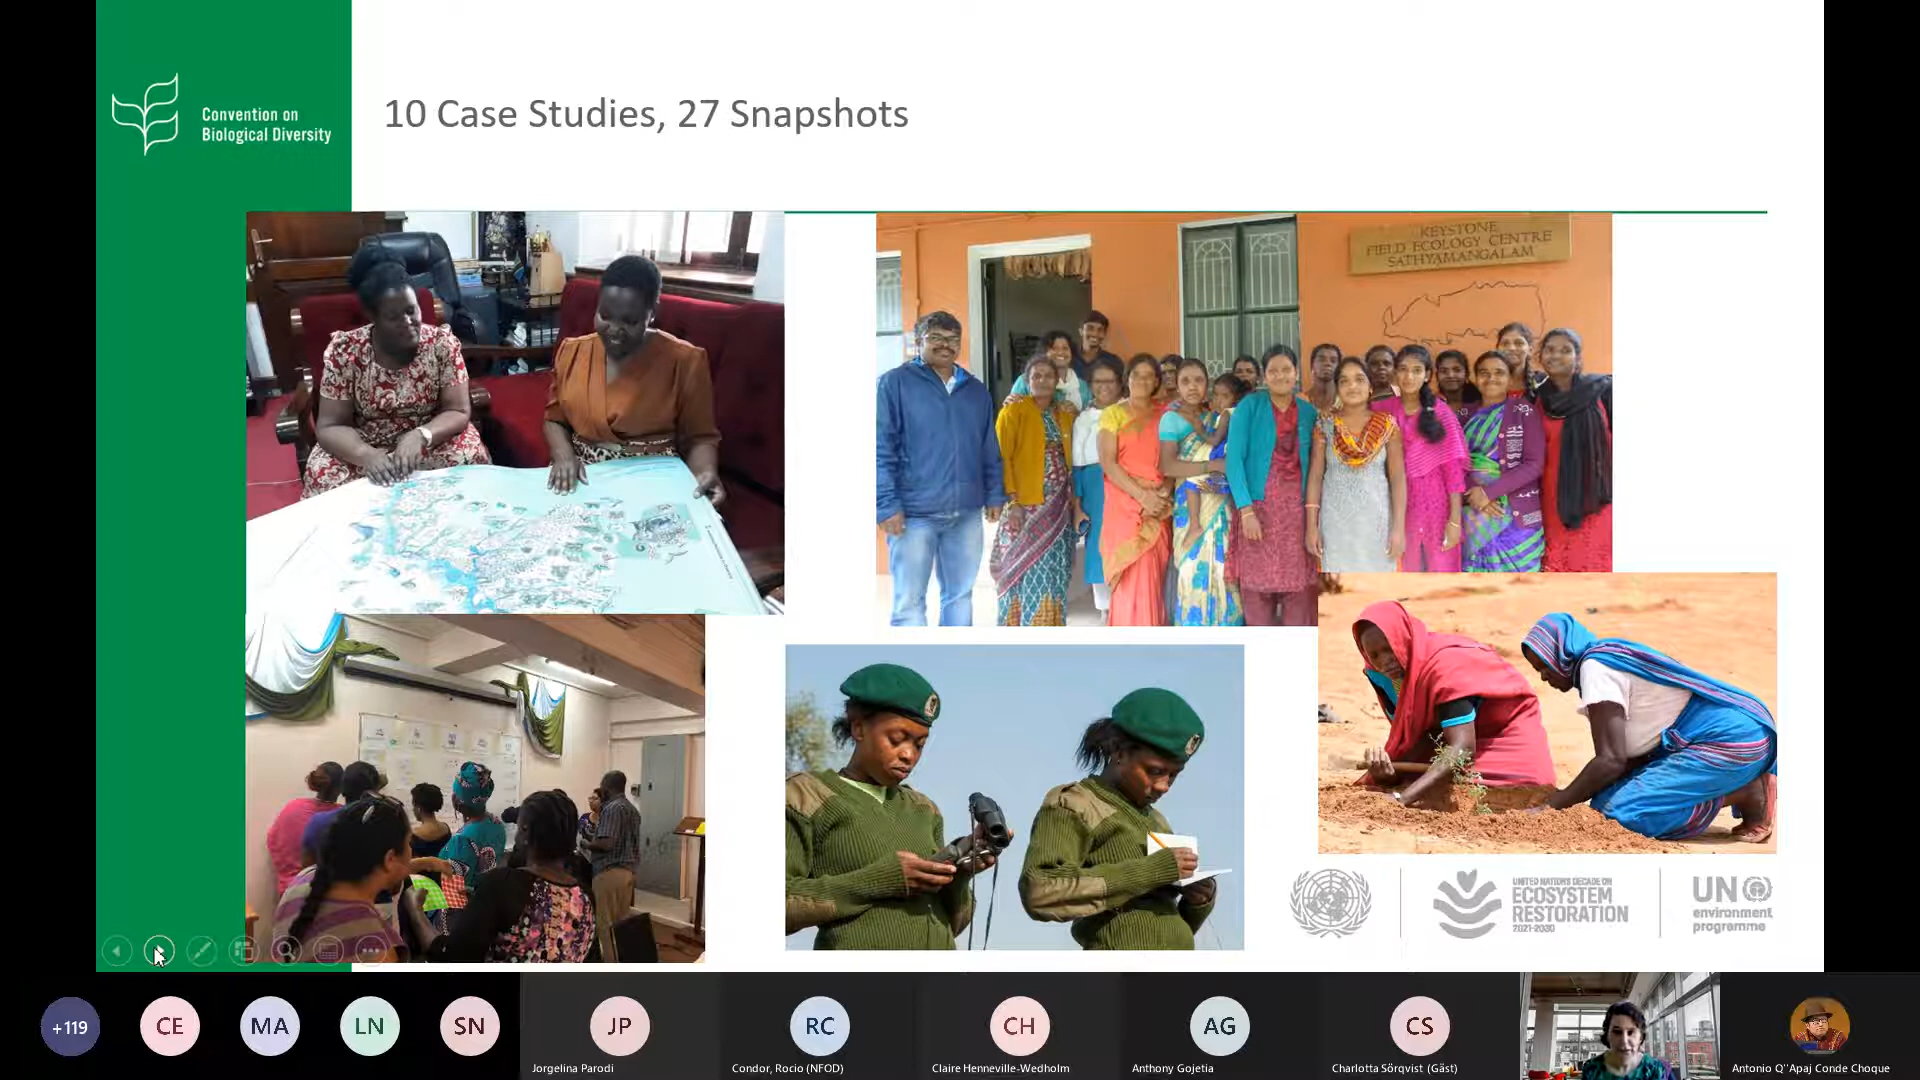 Convention on
Biological Diversity
10 Case Studies, 27 Snapshots
KEYSTONE
FIELD ECOLOGY CENTRE
SATHYAMANGALAM
UNITED NATIONS DECADE ON
ECOSYSTEM
RESTORATION
2021-2030
UN
environment
programme
+119
CE
MA
LN
SN
JP
RC
CH
AG
CS
Jorgelina Parodi
Condor, Rocio (NFOD)
Claire Henneville-Wedholm
Anthony Gojetia
Charlotta Sörqvist (Gäst)
Antonio Q''Apaj Conde Choque